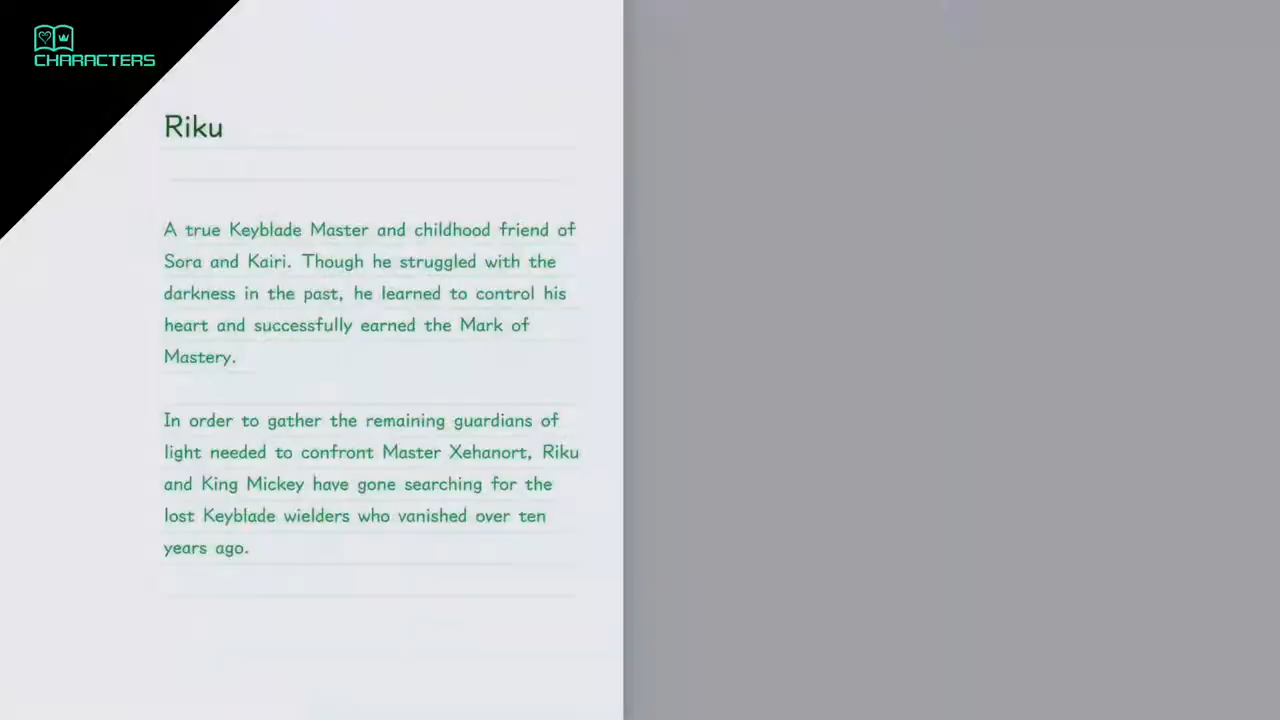 CHARACTERS
Riku
A true Keyblade Master and childhood friend of
Sora and Kairi. Though he struggled with the
darkness in the past, he learned to control his
heart and successfully earned the Mark of
Mastery.
In order to gather the remaining guardians of
light needed to confront Master Xehanort, Riku
and King Mickey have gone searching for the
lost Keyblade wielders who vanished over ten
years ago.